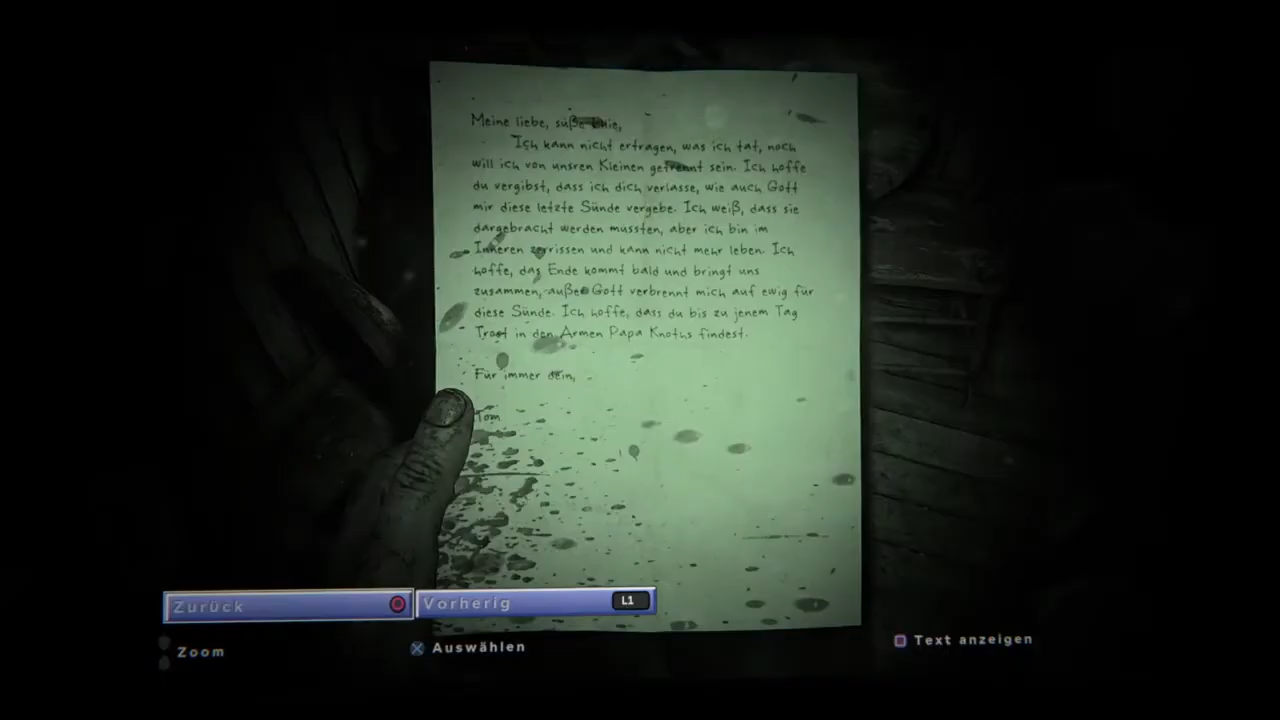 Meine liebe, süße
Ich kann nicht ertragen, was ich tat, noch
will ich von unsren Kleinen getrennt sein. Ich hoffe
du vergibst, dass ich dich verlasse, wie auch Gott
mir diese letzte Sünde vergebe. Ich weiß, dass sie
dargebracht werden mussten, aber ich bin im
Inneren zerrissen und kann nicht mehr leben. Ich
hoffe, das Ende kommt bald und bringt uns
zusammen, außer Gott verbrennt mich auf ewig für
diese Sünde. Ich hoffe, dass du bis zu jenem Tag
Trost in den Armen Papa Knoths findest.
Für immer dein,
Tom
Zurück
Vorherig L1
Zoom
Auswählen
Text anzeigen